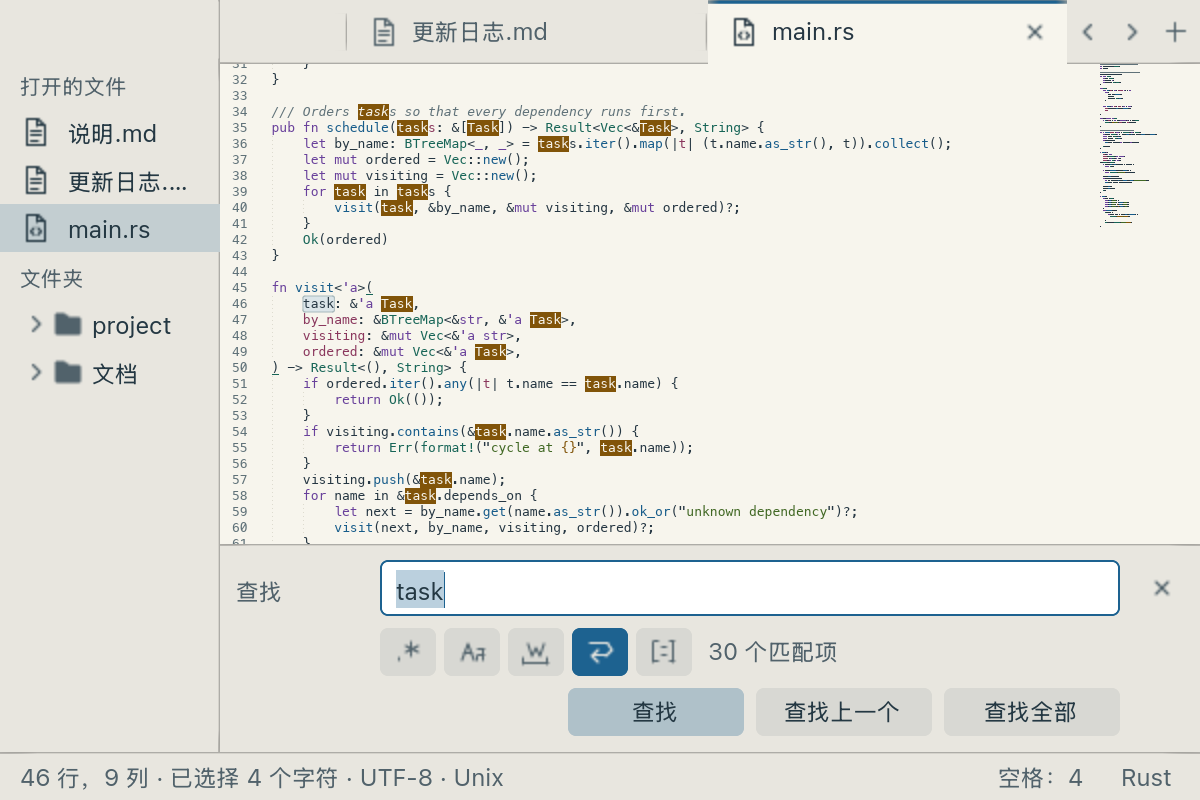 更新日志.md
main.rs
打开的文件
说明.md
更新日志....
main.rs
文件夹
project
文档
31 }
32 }
33
34 /// Orders tasks so that every dependency runs first.
35 pub fn schedule(tasks: &[Task]) -> Result<Vec<&Task>, String> {
36 let by_name: BTreeMap<_, _> = tasks.iter().map(|t| (t.name.as_str(), t)).collect();
37 let mut ordered = Vec::new();
38 let mut visiting = Vec::new();
39 for task in tasks {
40 visit(task, &by_name, &mut visiting, &mut ordered)?;
41 }
42 Ok(ordered)
43 }
44
45 fn visit<'a>(
46 task: &'a Task,
47 by_name: &BTreeMap<&str, &'a Task>,
48 visiting: &mut Vec<&'a str>,
49 ordered: &mut Vec<&'a Task>,
50 ) -> Result<(), String> {
51 if ordered.iter().any(|t| t.name == task.name) {
52 return Ok(());
53 }
54 if visiting.contains(&task.name.as_str()) {
55 return Err(format!("cycle at {}", task.name));
56 }
57 visiting.push(&task.name);
58 for name in &task.depends_on {
59 let next = by_name.get(name.as_str()).ok_or("unknown dependency")?;
60 visit(next, by_name, visiting, ordered)?;
61 }
查找
task
.* Aa W [=] 30 个匹配项
查找 查找上一个 查找全部
46 行，9 列 · 已选择 4 个字符 · UTF-8 · Unix
空格：4 Rust